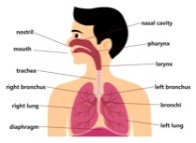 nasal cavity
nostril
pharynx
mouth
larynx
trachea
right bronchus
left bronchus
right lung
bronchi
diaphragm
left lung